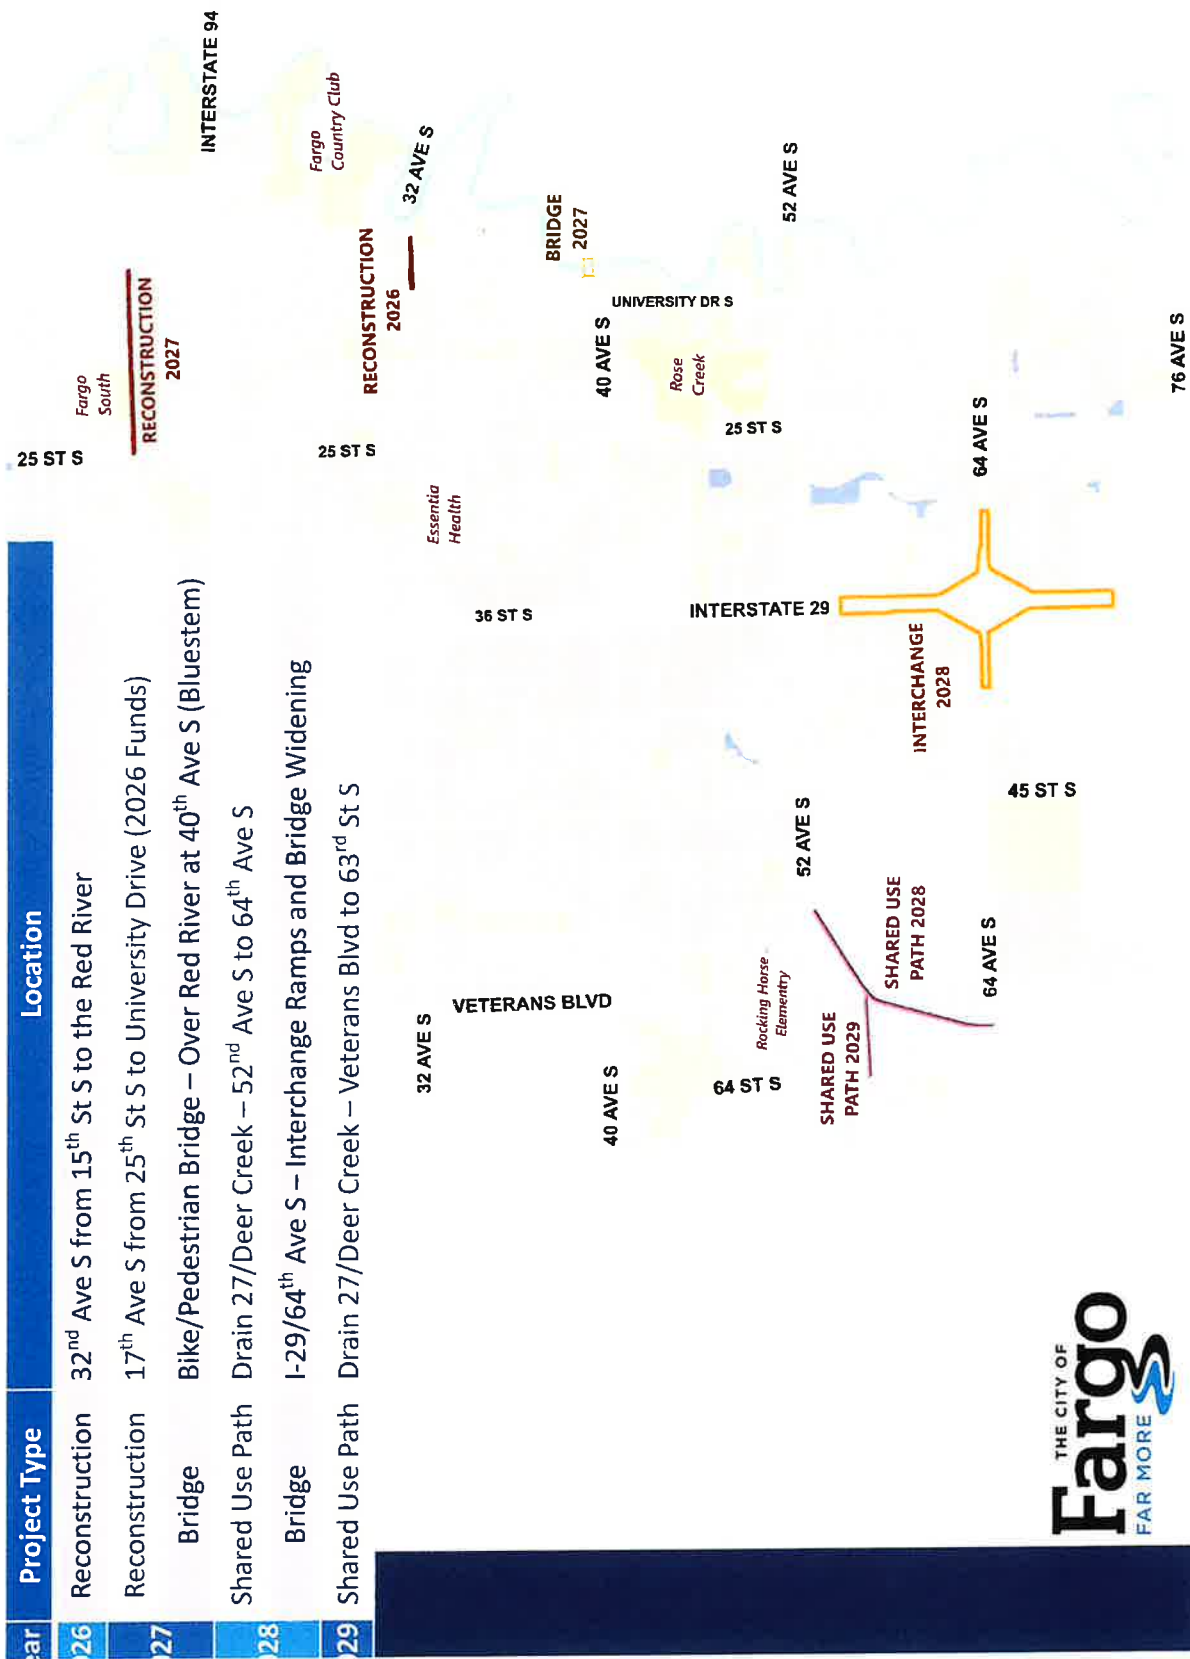 ear Project Type Location
26 Reconstruction 32nd Ave S from 15th St S to the Red River
27 Reconstruction 17th Ave S from 25th St S to University Drive (2026 Funds)
Bridge Bike/Pedestrian Bridge – Over Red River at 40th Ave S (Bluestem)
28 Shared Use Path Drain 27/Deer Creek – 52nd Ave S to 64th Ave S
Bridge I-29/64th Ave S – Interchange Ramps and Bridge Widening
29 Shared Use Path Drain 27/Deer Creek – Veterans Blvd to 63rd St S
25 ST S
Fargo
South
RECONSTRUCTION
2027
INTERSTATE 94
Fargo
Country Club
25 ST S
RECONSTRUCTION
2026
32 AVE S
32 AVE S
Essentia
Health
36 ST S
VETERANS BLVD
BRIDGE
2027
40 AVE S
40 AVE S
UNIVERSITY DR S
Rose
Creek
64 ST S
INTERSTATE 29
25 ST S
Rocking Horse
Elementry
52 AVE S
52 AVE S
SHARED USE
PATH 2029
SHARED USE
PATH 2028
INTERCHANGE
2028
64 AVE S
64 AVE S
45 ST S
76 AVE S
THE CITY OF
Fargo
FAR MORE